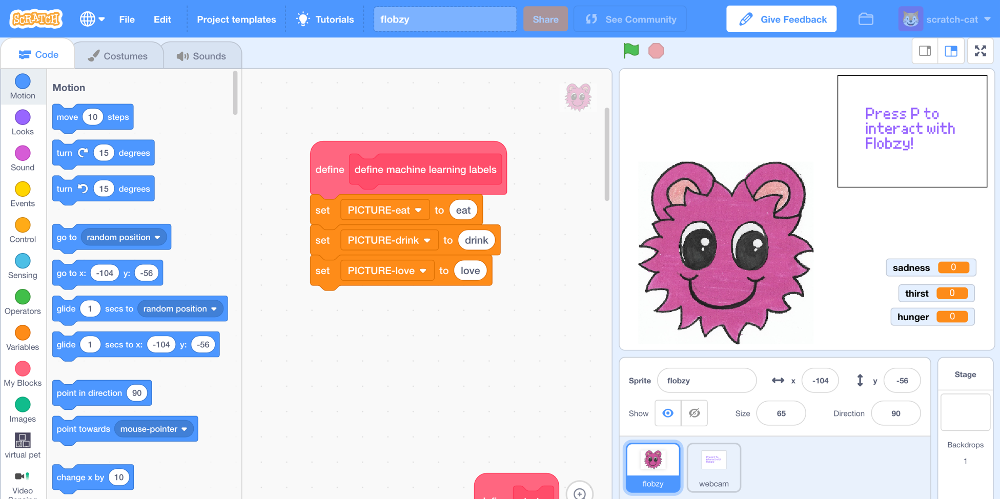 SCRATCH File Edit Project templates Tutorials flobzy Share See Community Give Feedback scratch-cat
Code Costumes Sounds
Motion
Looks
Sound
Events
Control
Sensing
Operators
Variables
My Blocks
Images
virtual pet
Video
Motion
move 10 steps
turn 15 degrees
turn 15 degrees
go to random position
go to x: -104 y: -56
glide 1 secs to random position
glide 1 secs to x: -104 y: -56
point in direction 90
point towards mouse-pointer
change x by 10
define define machine learning labels
set PICTURE-eat to eat
set PICTURE-drink to drink
set PICTURE-love to love
Press P to
interact with
Flobzy!
sadness 0
thirst 0
hunger 0
Sprite flobzy x -104 y -56
Show Size 65 Direction 90
Press P to
interact with
Flobzy!
flobzy webcam
Stage
Backdrops
1